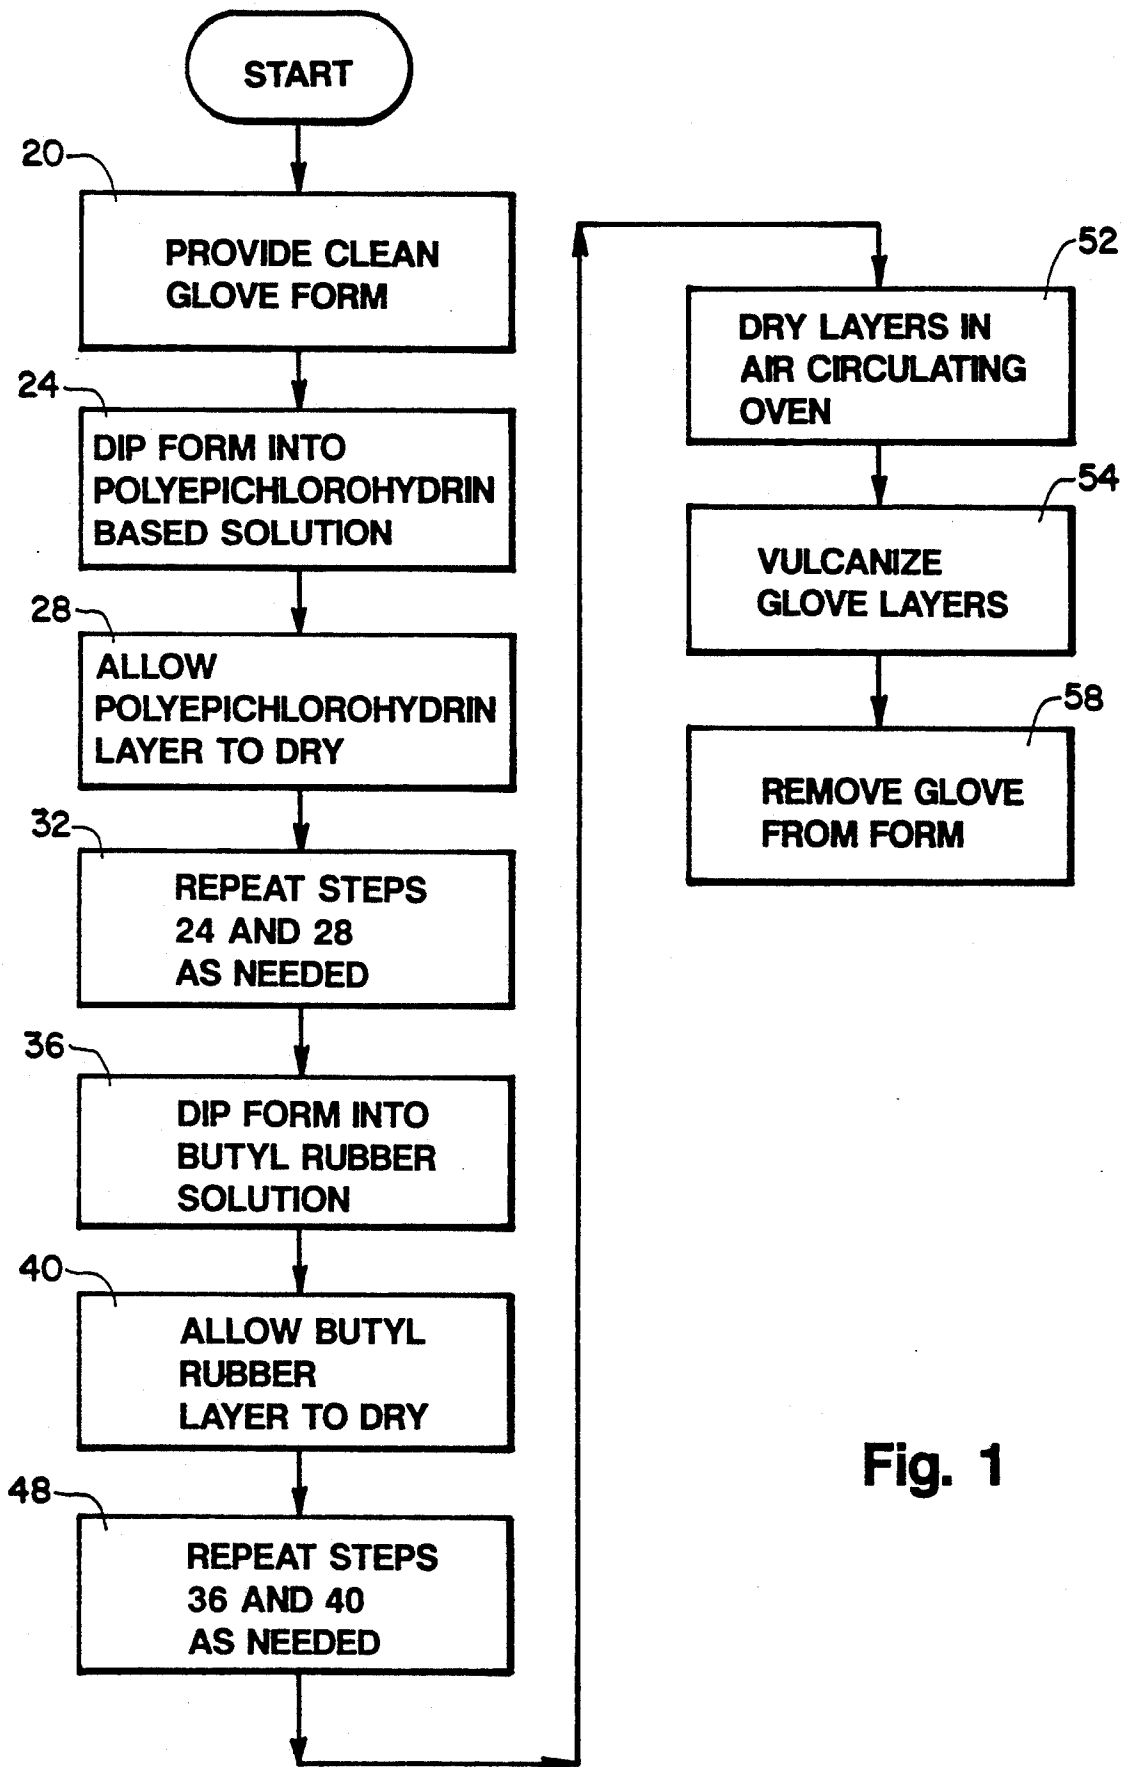 START
20
PROVIDE CLEAN
GLOVE FORM
24
DIP FORM INTO
POLYEPICHLOROHYDRIN
BASED SOLUTION
28
ALLOW
POLYEPICHLOROHYDRIN
LAYER TO DRY
32
REPEAT STEPS
24 AND 28
AS NEEDED
36
DIP FORM INTO
BUTYL RUBBER
SOLUTION
40
ALLOW BUTYL
RUBBER
LAYER TO DRY
48
REPEAT STEPS
36 AND 40
AS NEEDED
52
DRY LAYERS IN
AIR CIRCULATING
OVEN
54
VULCANIZE
GLOVE LAYERS
58
REMOVE GLOVE
FROM FORM
Fig. 1